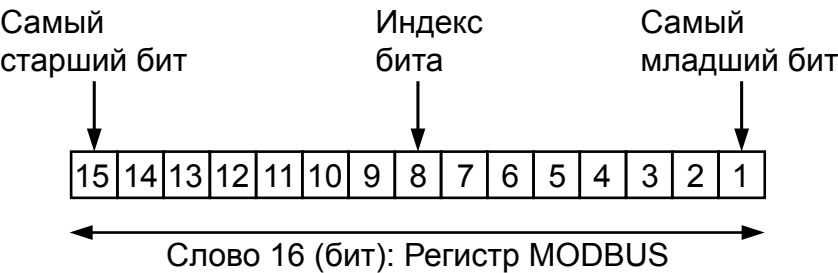 Самый
старший бит
Индекс
бита
Самый
младший бит
15 14 13 12 11 10 9 8 7 6 5 4 3 2 1
Слово 16 (бит): Регистр MODBUS